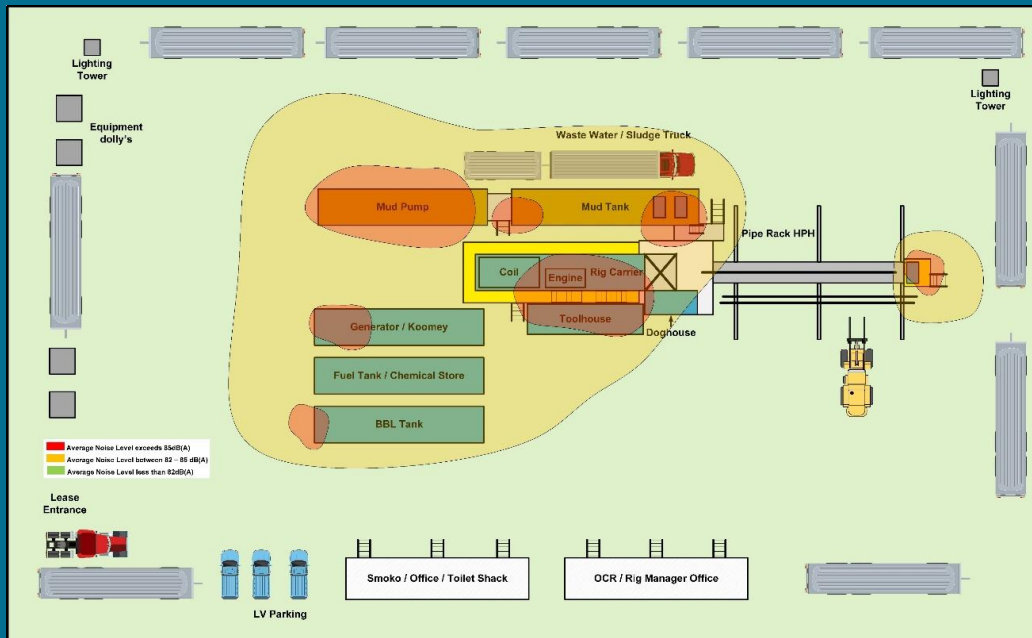 Lighting
Tower
Lighting
Tower
Equipment
dolly's
Waste Water / Sludge Truck
Mud Pump
Mud Tank
Pipe Rack HPH
Coil
Engine
Rig Carrier
Toolhouse
Doghouse
Generator / Koomey
Fuel Tank / Chemical Store
BBL Tank
Average Noise Level exceeds 85dB(A)
Average Noise Level between 82 – 85 dB(A)
Average Noise Level less than 82dB(A)
Lease
Entrance
Smoko / Office / Toilet Shack
OCR / Rig Manager Office
LV Parking